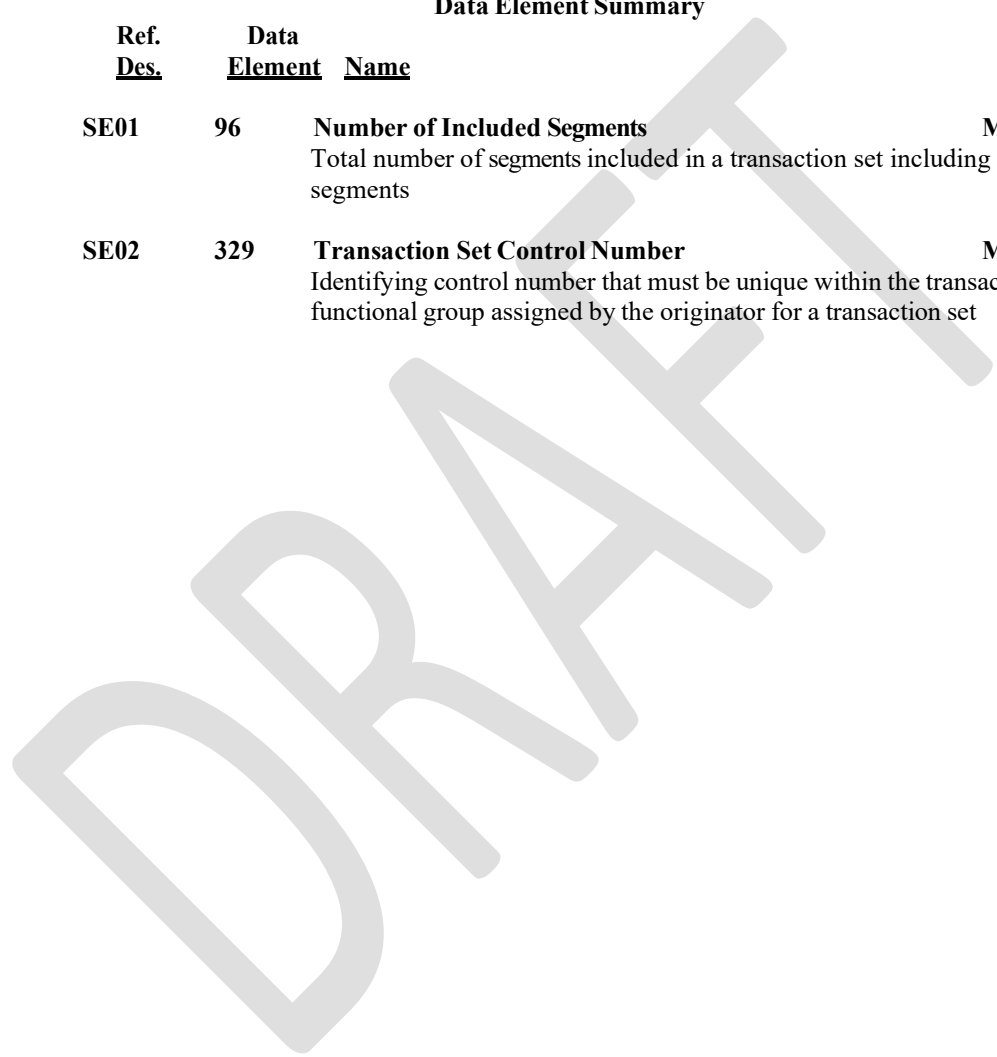 Data Element Summary
Ref. Data
Des. Element Name
SE01 96 Number of Included Segments M
Total number of segments included in a transaction set including
segments
SE02 329 Transaction Set Control Number M
Identifying control number that must be unique within the
functional group assigned by the originator for a transaction set
DRAFT